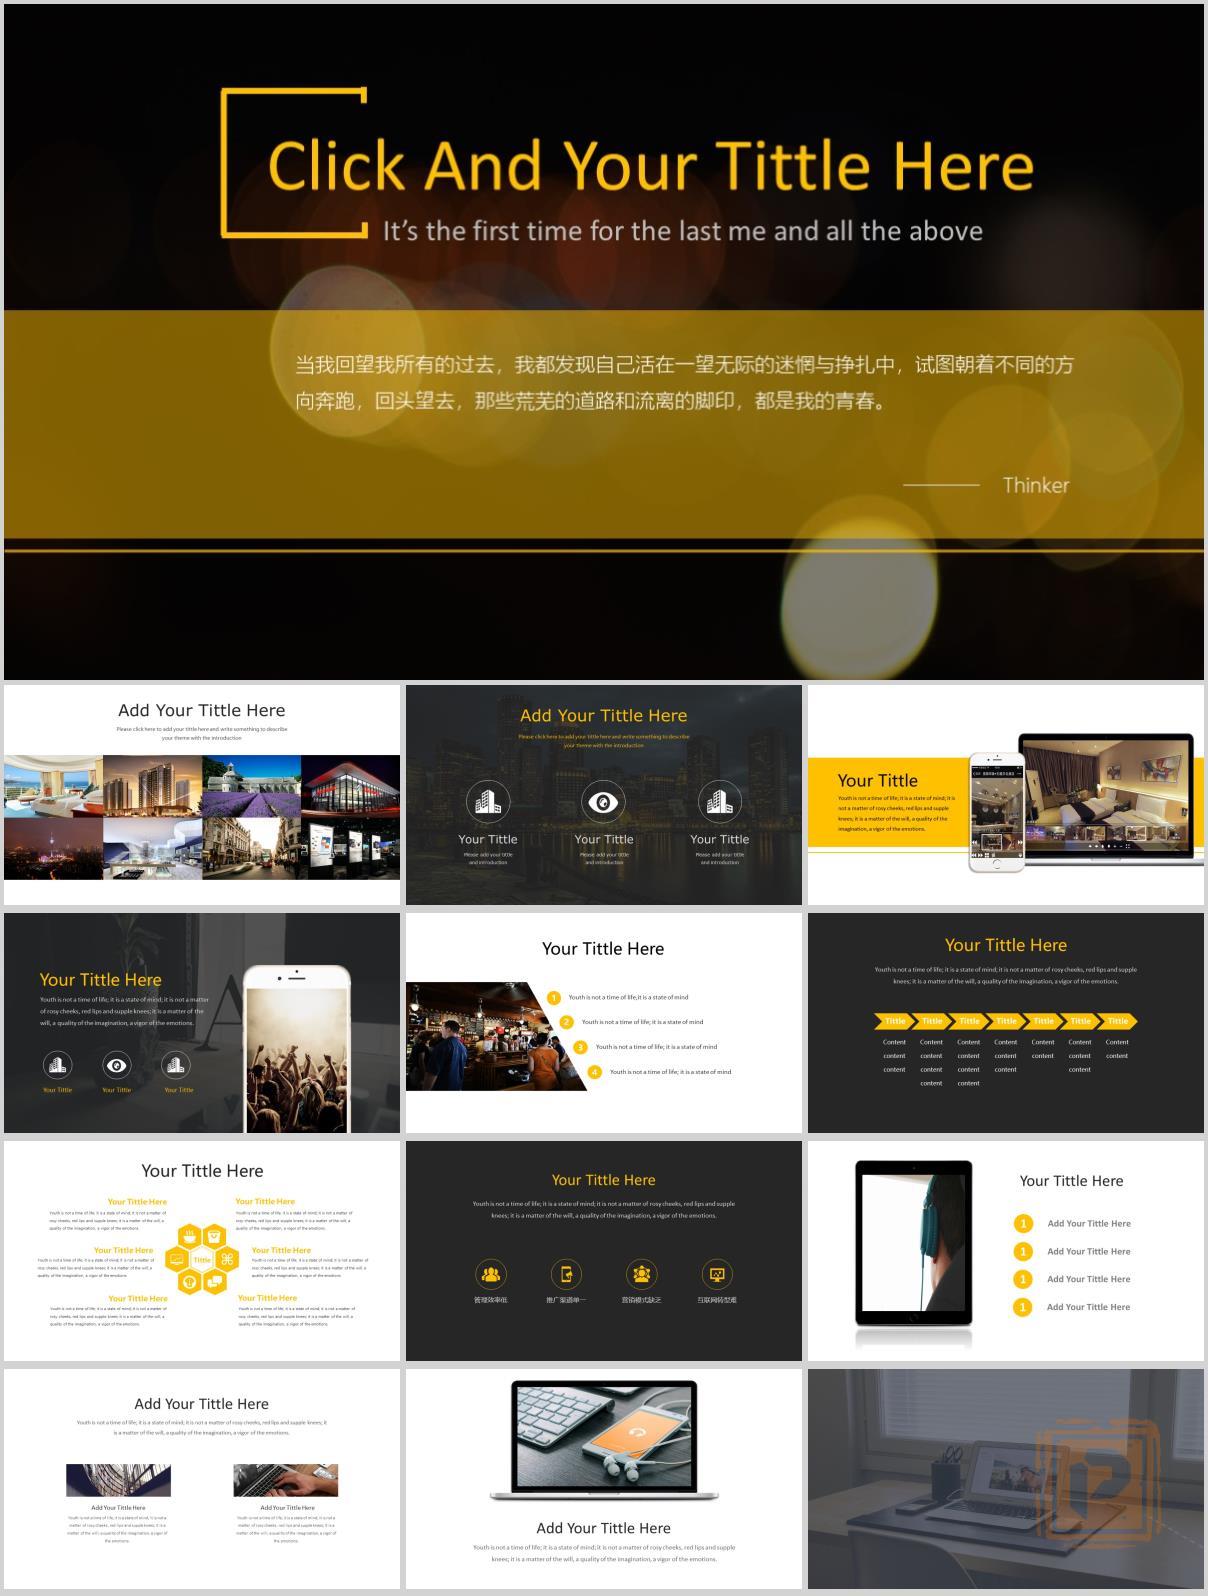 Click And Your Tittle Here
It's the first time for the last me and all the above
当我回望我所有的过去，我都发现自己活在一望无际的迷惘与挣扎中，试图朝着不同的方
向奔跑，回头望去，那些荒芜的道路和流离的脚印，都是我的青春。
Thinker
Add Your Tittle Here
Please click here to add your tittle here and write something to describe
your theme with the introduction
Add Your Tittle Here
Please click here to add your tittle here and write something to describe
your theme with the introduction
Your Tittle
Please add your tittle
and introduction
Your Tittle
Please add your tittle
and introduction
Your Tittle
Please add your tittle
and introduction
Your Tittle
Youth is not a time of life; it is a state of mind; it is
not a matter of rosy cheeks, red lips and supple
knees; it is a matter of the will, a quality of the
imagination, a vigor of the emotions.
Your Tittle Here
Youth is not a time of life; it is a state of mind; it is not a matter
of rosy cheeks, red lips and supple knees; it is a matter of the
will, a quality of the imagination, a vigor of the emotions.
Your Tittle
Your Tittle
Your Tittle
Your Tittle Here
1 Youth is not a time of life,it is a state of mind
2 Youth is not a time of life; it is a state of mind
3 Youth is not a time of life; it is a state of mind
4 Youth is not a time of life; it is a state of mind
Your Tittle Here
Youth is not a time of life; it is a state of mind; it is not a matter of rosy cheeks, red lips and supple
knees; it is a matter of the will, a quality of the imagination, a vigor of the emotions.
Tittle Tittle Tittle Tittle Tittle Tittle Tittle
Content Content Content Content Content Content Content
content content content content content content content
content content content content content
content content
Your Tittle Here
Your Tittle Here
Youth is not a time of life; it is a state of mind; it is not a matter of
rosy cheeks, red lips and supple knees; it is a matter of the will, a
quality of the imagination, a vigor of the emotions.
Your Tittle Here
Youth is not a time of life; it is a state of mind; it is not a matter of
rosy cheeks, red lips and supple knees; it is a matter of the will, a
quality of the imagination, a vigor of the emotions.
Your Tittle Here
Youth is not a time of life; it is a state of mind; it is not a matter of
rosy cheeks, red lips and supple knees; it is a matter of the will, a
quality of the imagination, a vigor of the emotions.
Tittle
Your Tittle Here
Youth is not a time of life; it is a state of mind; it is not a matter of
rosy cheeks, red lips and supple knees; it is a matter of the will, a
quality of the imagination, a vigor of the emotions.
Your Tittle Here
Youth is not a time of life; it is a state of mind; it is not a matter of
rosy cheeks, red lips and supple knees; it is a matter of the will, a
quality of the imagination, a vigor of the emotions.
Your Tittle Here
Youth is not a time of life; it is a state of mind; it is not a matter of
rosy cheeks, red lips and supple knees; it is a matter of the will, a
quality of the imagination, a vigor of the emotions.
Your Tittle Here
Youth is not a time of life; it is a state of mind; it is not a matter of rosy cheeks, red lips and supple
knees; it is a matter of the will, a quality of the imagination, a vigor of the emotions.
管理效率低
推广渠道单一
营销模式缺乏
互联网转型难
Your Tittle Here
1 Add Your Tittle Here
1 Add Your Tittle Here
1 Add Your Tittle Here
1 Add Your Tittle Here
Add Your Tittle Here
Youth is not a time of life; it is a state of mind; it is not a matter of rosy cheeks, red lips and supple knees; it
is a matter of the will, a quality of the imagination, a vigor of the emotions.
Add Your Tittle Here
Youth is not a time of life; it is a state of mind; it is not a
matter of rosy cheeks, red lips and supple knees; it is a
matter of the will, a quality of the imagination, a vigor of
the emotions.
Add Your Tittle Here
Youth is not a time of life; it is a state of mind; it is not a
matter of rosy cheeks, red lips and supple knees; it is a
matter of the will, a quality of the imagination, a vigor of
the emotions.
Add Your Tittle Here
Youth is not a time of life; it is a state of mind; it is not a matter of rosy cheeks, red lips and supple
knees; it is a matter of the will, a quality of the imagination, a vigor of the emotions.